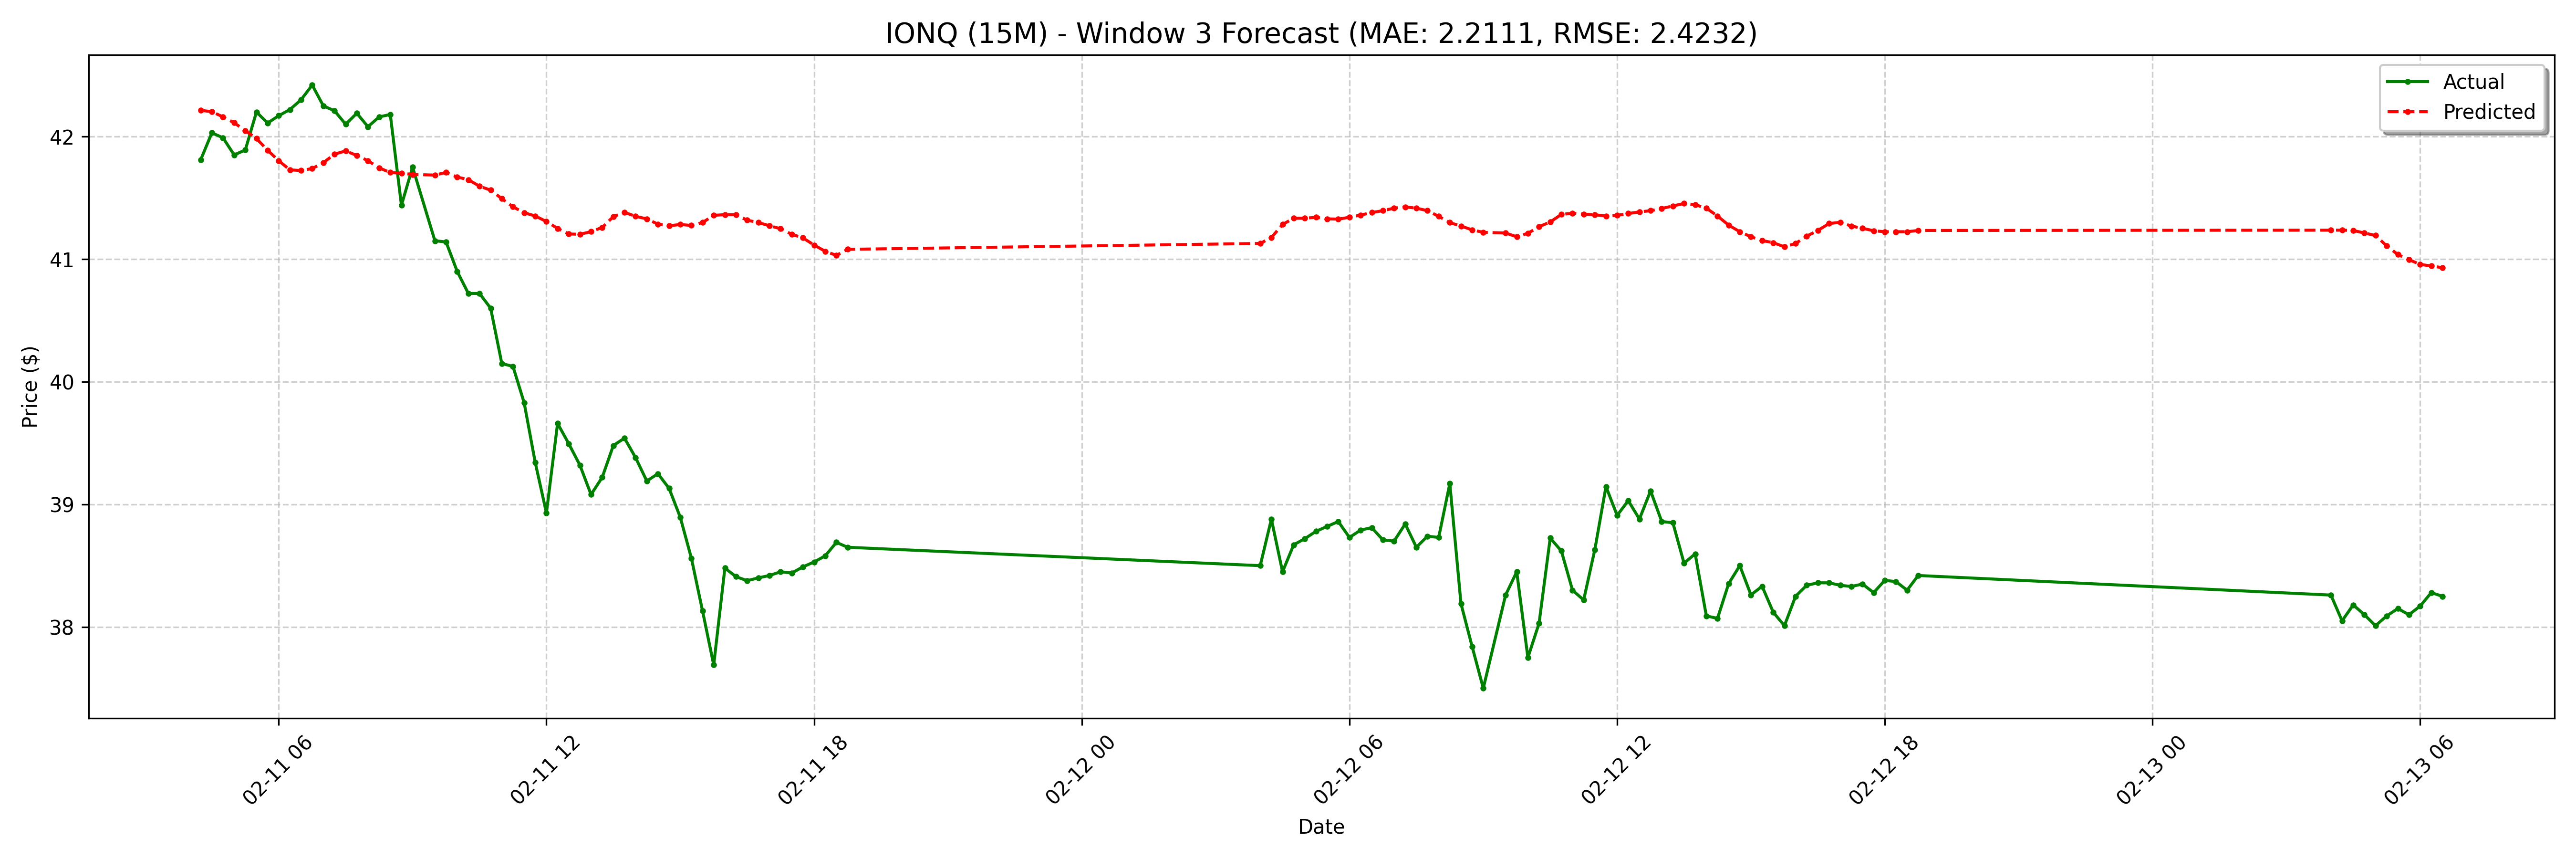 IONQ (15M) - Window 3 Forecast (MAE: 2.2111, RMSE: 2.4232)
Actual
Predicted
Price ($)
42
41
40
39
38
02-11 06
02-11 12
02-11 18
02-12 00
02-12 06
02-12 12
02-12 18
02-13 00
02-13 06
Date